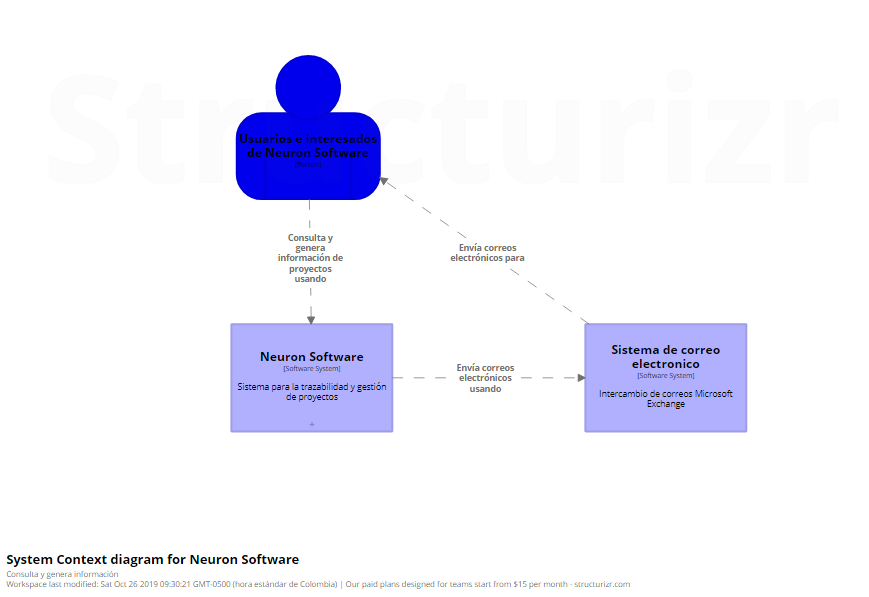 Structurizr
Usuarios e interesados
de Neuron Software
[Person]
Consulta y
genera
información de
proyectos
usando
Envía correos
electrónicos para
Neuron Software
[Software System]
Sistema para la trazabilidad y gestión
de proyectos
+
Envía correos
electrónicos
usando
Sistema de correo
electronico
[Software System]
Intercambio de correos Microsoft
Exchange
System Context diagram for Neuron Software
Consulta y genera información
Workspace last modified: Sat Oct 26 2019 09:30:21 GMT-0500 (hora estándar de Colombia) | Our paid plans designed for teams start from $15 per month - structurizr.com